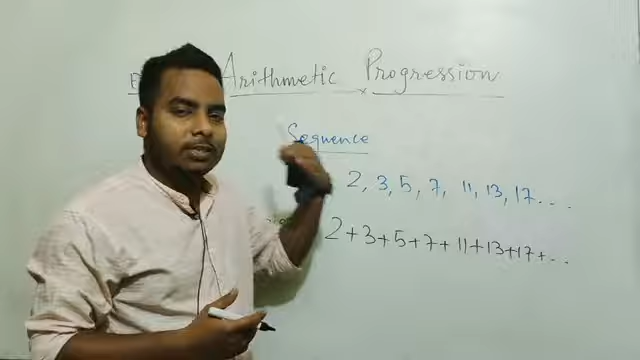 Arithmetic Progression
Sequence
2, 3, 5, 7, 11, 13, 17...
2+3+5+7+11+13+17+...